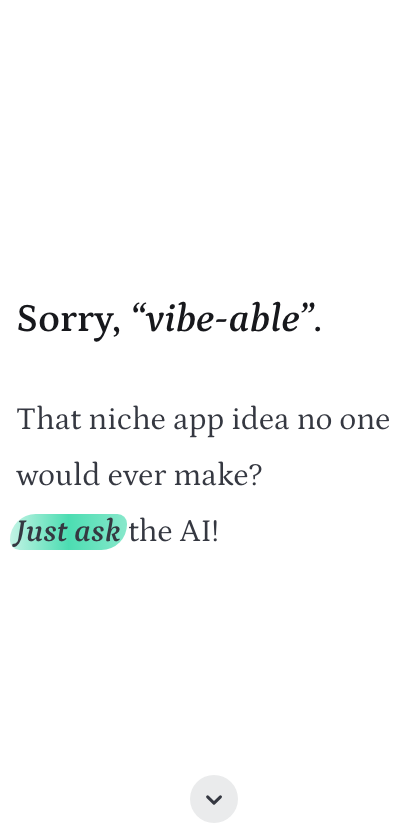 Sorry, “vibe-able”.
That niche app idea no one
would ever make?
Just ask the AI!